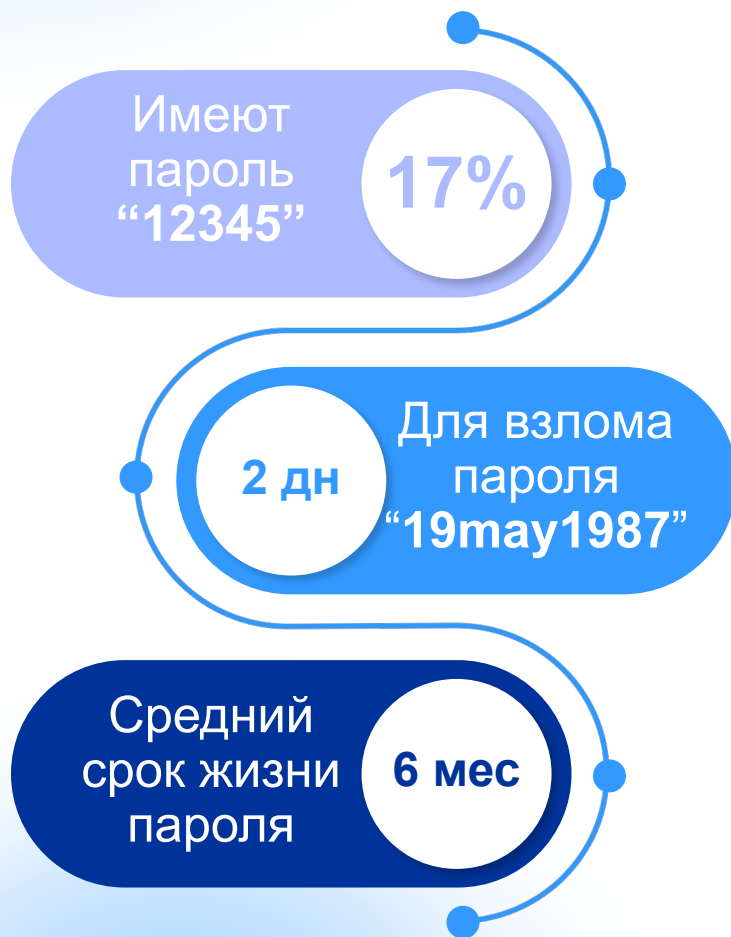 Имеют
пароль
“12345”
17%
2 дн
Для взлома
пароля
“19may1987”
Средний
срок жизни
пароля
6 мес